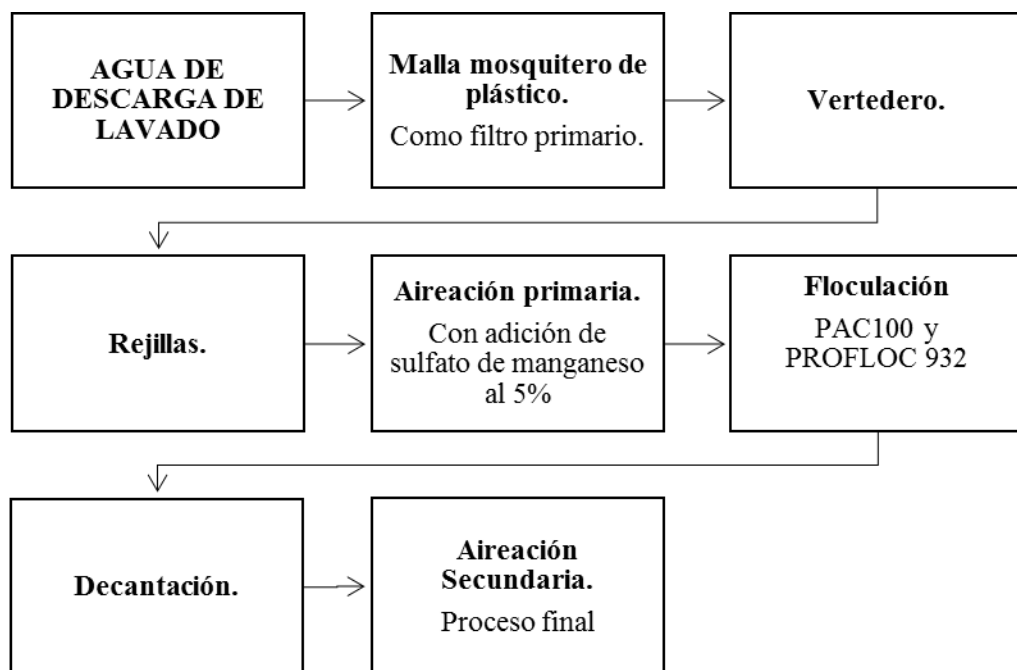 AGUA DE
DESCARGA DE
LAVADO
Malla mosquitero de
plástico.
Como filtro primario.
Vertedero.
Rejillas.
Aireación primaria.
Con adición de
sulfato de manganeso
al 5%
Floculación
PAC100 y
PROFLOC 932
Decantación.
Aireación
Secundaria.
Proceso final